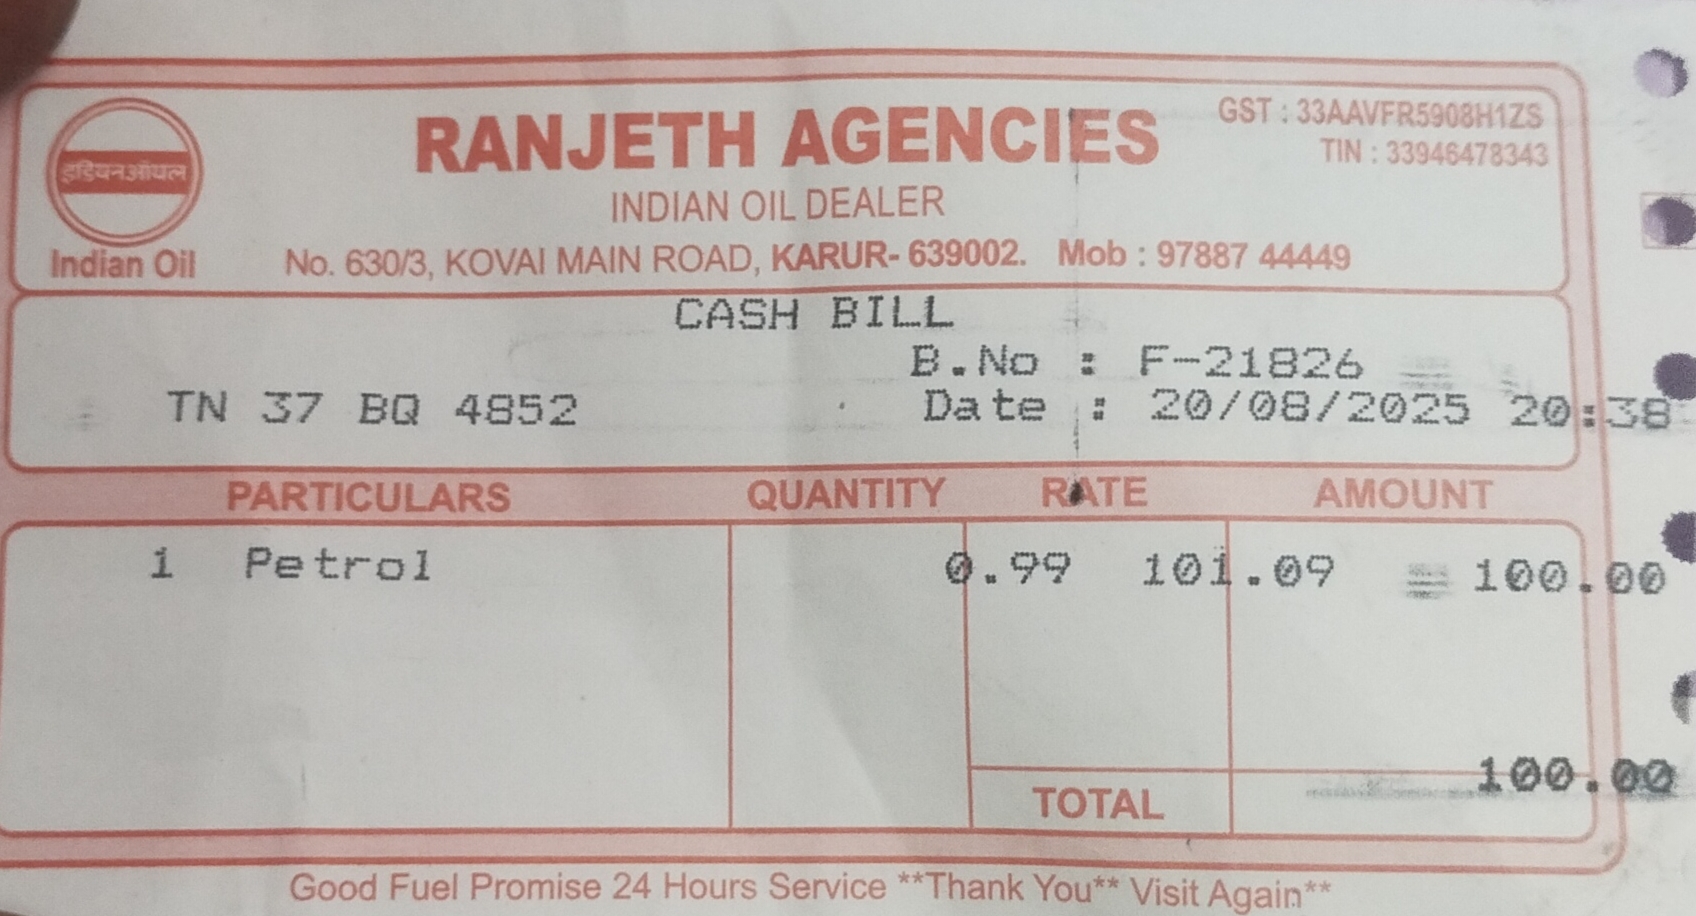 इंडियनऑयल
Indian Oil
RANJETH AGENCIES
GST : 33AAVFR5908H1ZS
TIN : 33946478343
INDIAN OIL DEALER
No. 630/3, KOVAI MAIN ROAD, KARUR- 639002. Mob : 97887 44449
CASH BILL
B.No : F-21826
TN 37 BQ 4852 Date : 20/08/2025 20:38
PARTICULARS QUANTITY RATE AMOUNT
1 Petrol 0.99 101.09 = 100.00
100.00
TOTAL
Good Fuel Promise 24 Hours Service **Thank You** Visit Again**